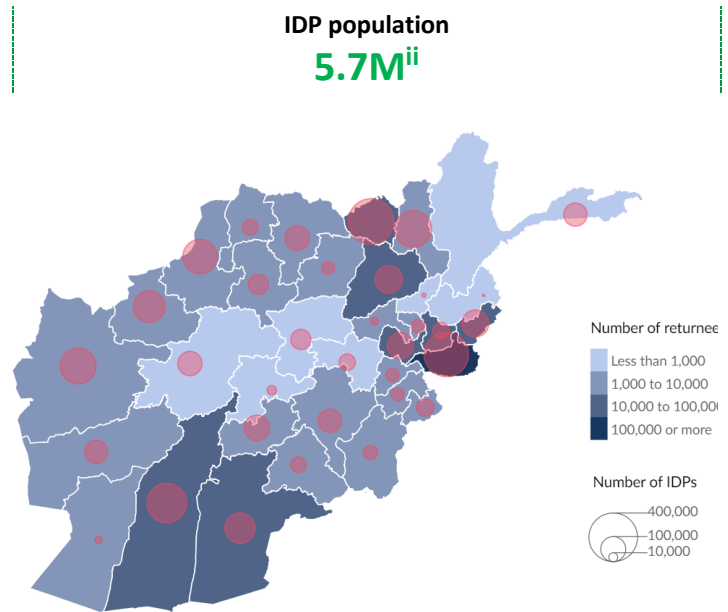 IDP population
5.7Mii
Number of returnee
Less than 1,000
1,000 to 10,000
10,000 to 100,000
100,000 or more
Number of IDPs
400,000
100,000
10,000